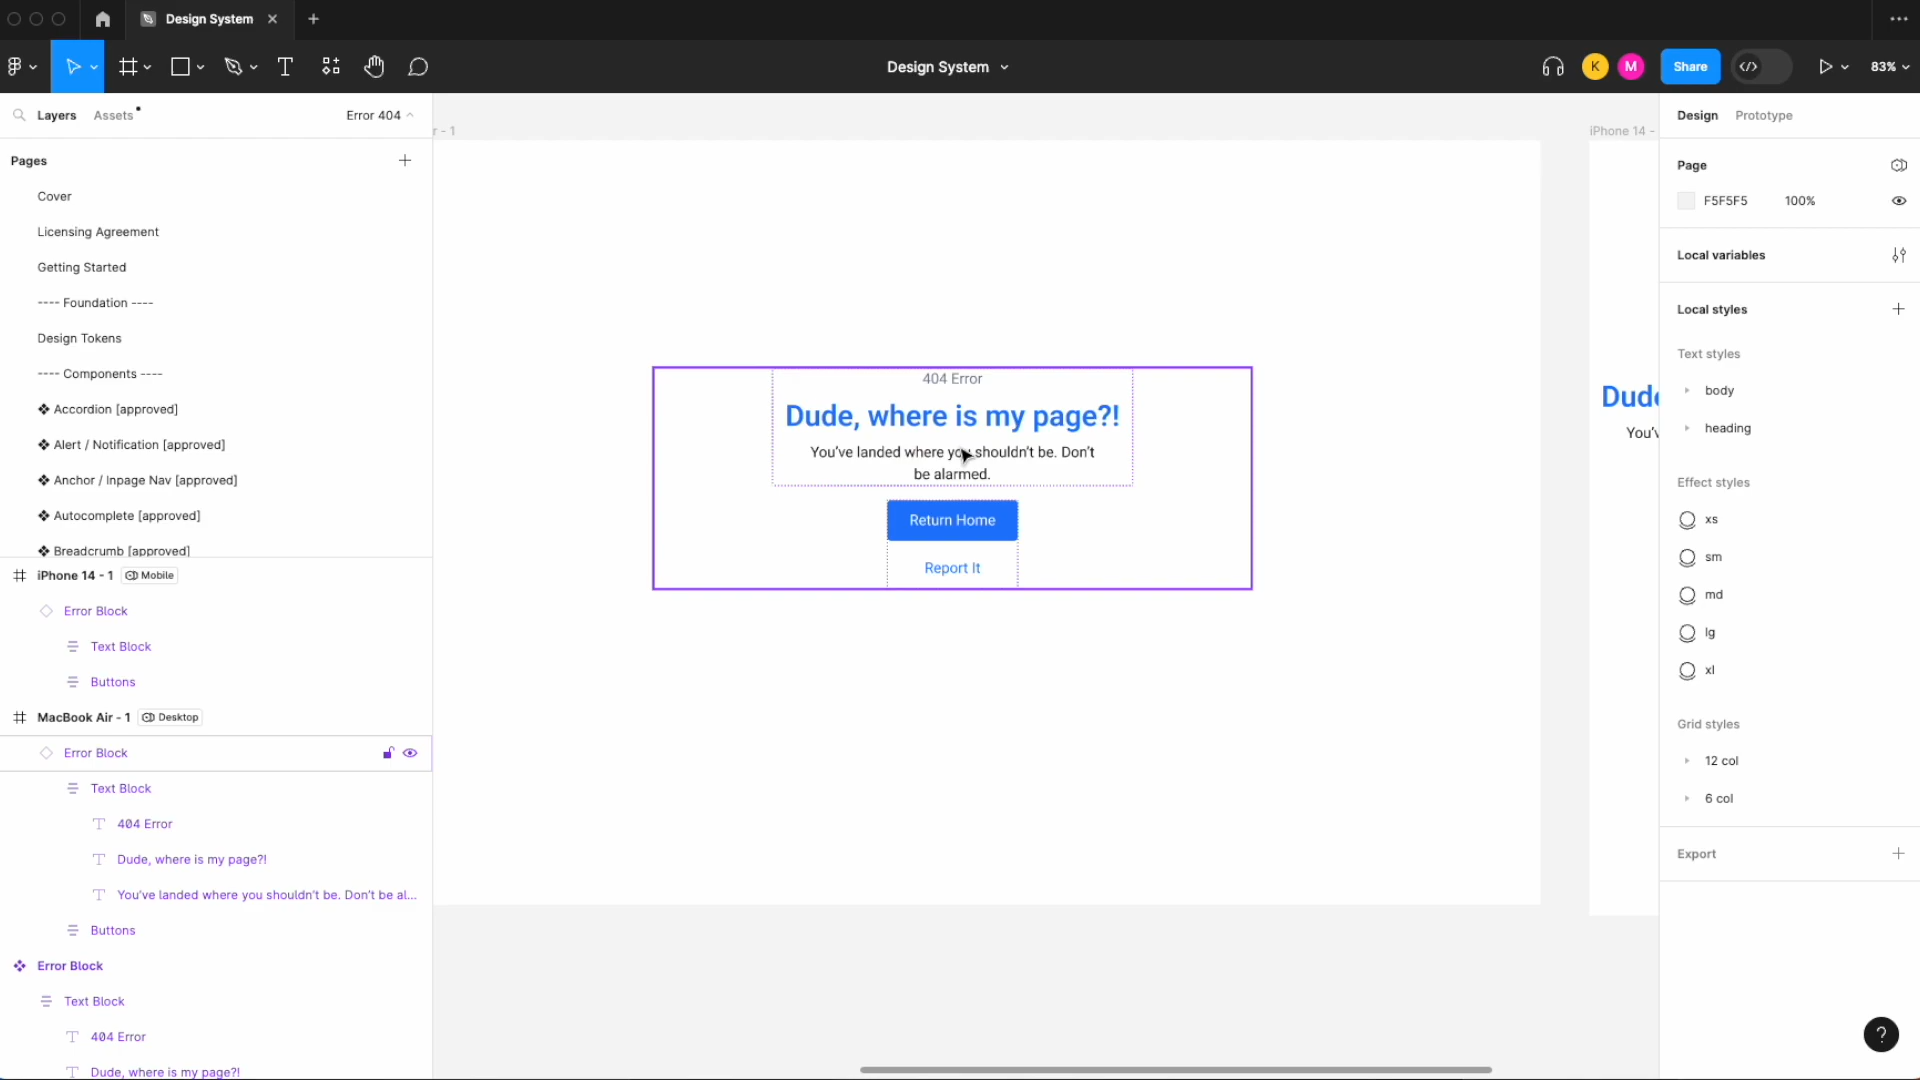 Design System
Design System
K
M
Share
83%
Layers
Assets
Error 404
Pages
Cover
Licensing Agreement
Getting Started
---- Foundation ----
Design Tokens
---- Components ----
Accordion [approved]
Alert / Notification [approved]
Anchor / Inpage Nav [approved]
Autocomplete [approved]
Breadcrumb [approved]
iPhone 14 - 1
Mobile
Error Block
Text Block
Buttons
MacBook Air - 1
Desktop
Error Block
Text Block
404 Error
Dude, where is my page?!
You've landed where you shouldn't be. Don't be al...
Buttons
Error Block
Text Block
404 Error
Dude, where is my page?!
r - 1
404 Error
Dude, where is my page?!
You've landed where you shouldn't be. Don't
be alarmed.
Return Home
Report It
iPhone 14 -
Dude
You'v
Design
Prototype
Page
F5F5F5
100%
Local variables
Local styles
Text styles
body
heading
Effect styles
xs
sm
md
lg
xl
Grid styles
12 col
6 col
Export
?